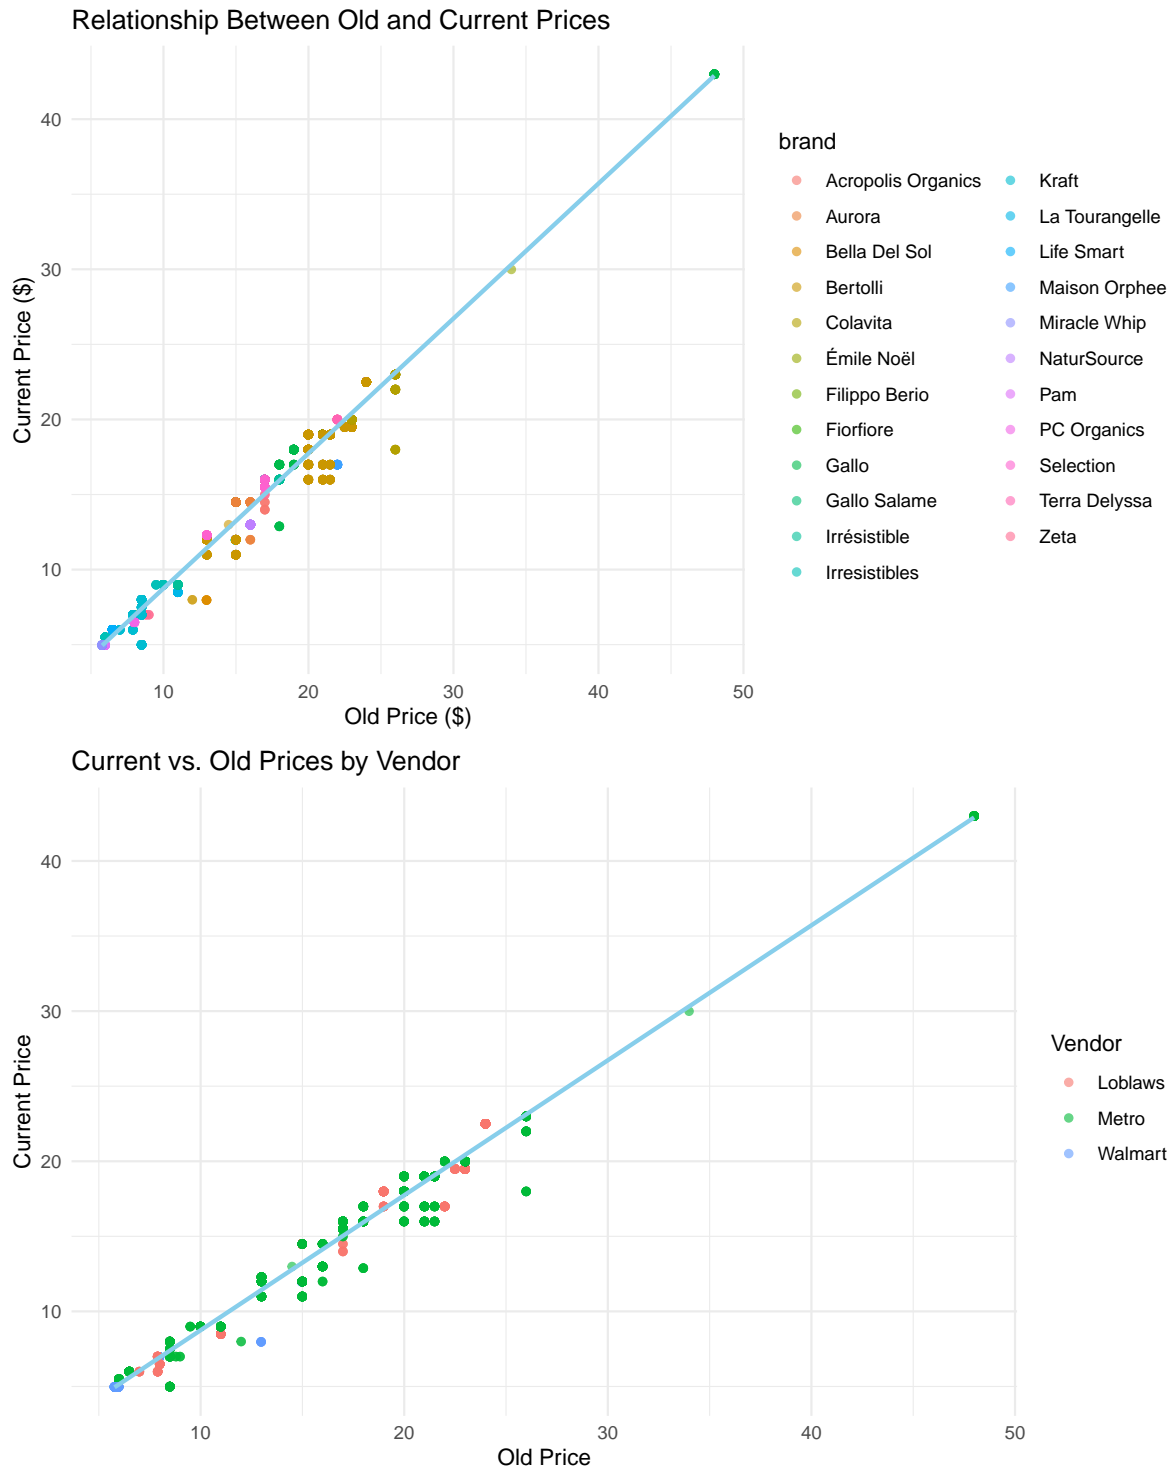 Relationship Between Old and Current Prices
40
30
20
10
Current Price ($)
10 20 30 40 50
Old Price ($)
brand
Acropolis Organics
Aurora
Bella Del Sol
Bertolli
Colavita
Émile Noël
Filippo Berio
Fiorfiore
Gallo
Gallo Salame
Irrésistible
Irresistibles
Kraft
La Tourangelle
Life Smart
Maison Orphee
Miracle Whip
NaturSource
Pam
PC Organics
Selection
Terra Delyssa
Zeta
Current vs. Old Prices by Vendor
40
30
20
10
Current Price
10 20 30 40 50
Old Price
Vendor
Loblaws
Metro
Walmart